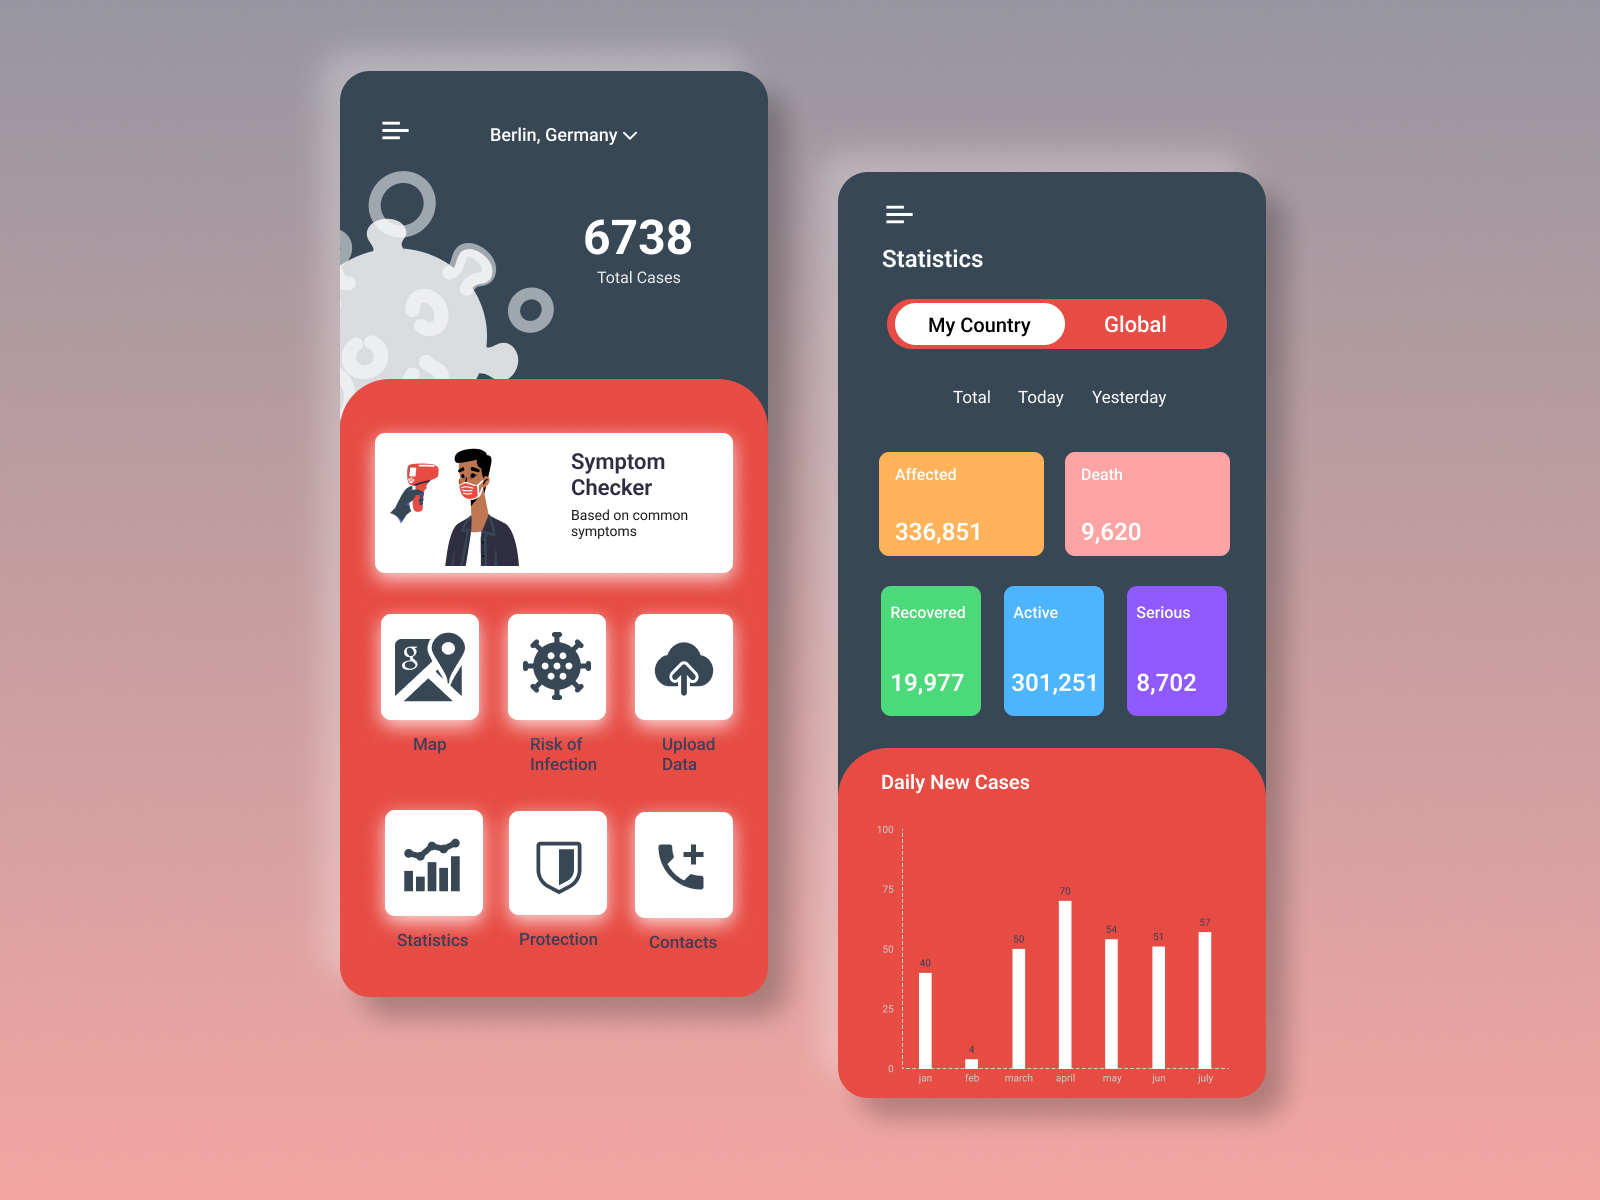 Berlin, Germany
6738
Total Cases
Symptom
Checker
Based on common
symptoms
g
Map
Risk of
Infection
Upload
Data
Statistics
Protection
Contacts
Statistics
My Country
Global
Total Today Yesterday
Affected
336,851
Death
9,620
Recovered
19,977
Active
301,251
Serious
8,702
Daily New Cases
100
75
50
25
0
40
4
50
70
54
51
57
jan feb march april may jun july